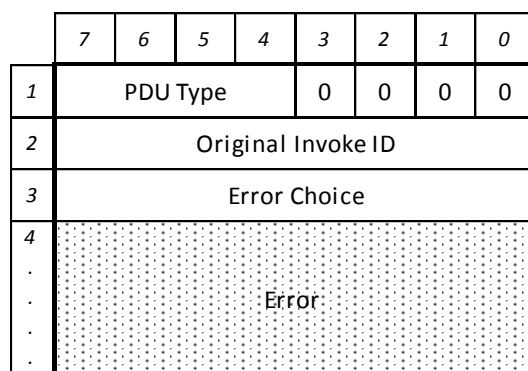 7 6 5 4 3 2 1 0
1 PDU Type 0 0 0 0
2 Original Invoke ID
3 Error Choice
4
.
. Error
.
.